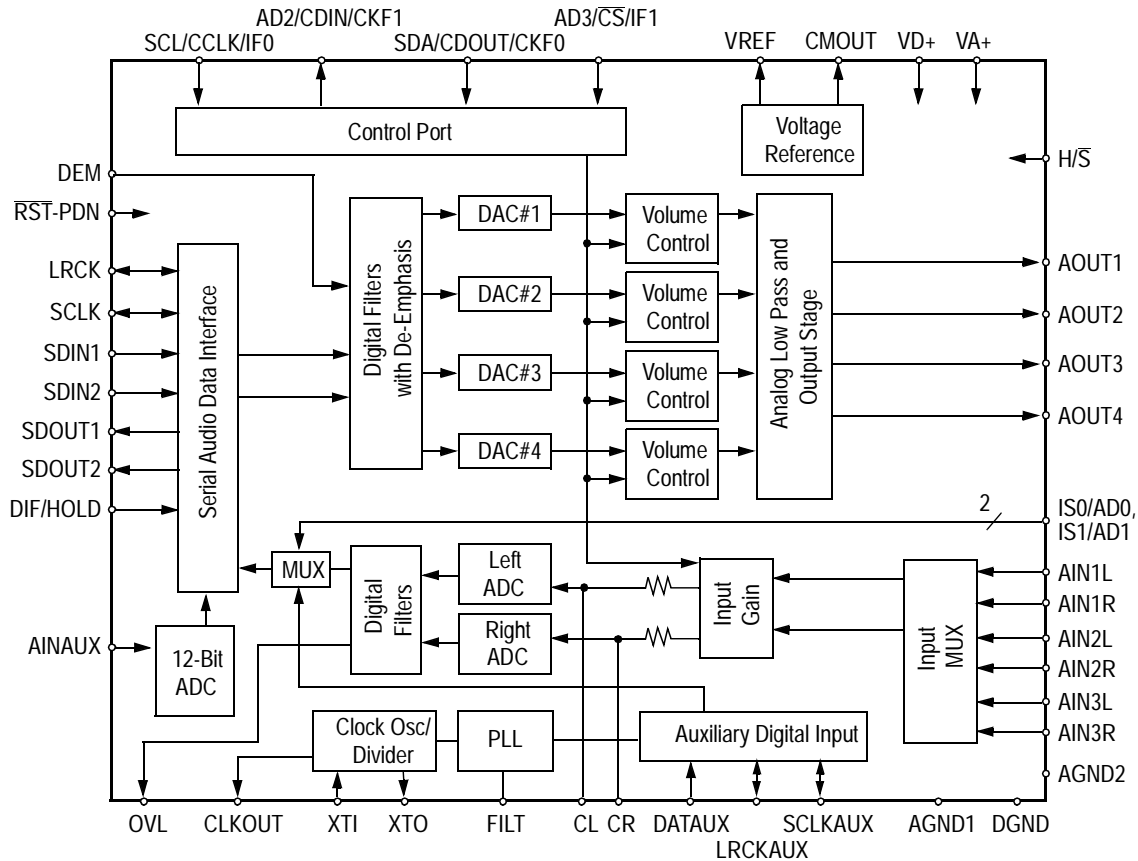 AD2/CDIN/CKF1
AD3/C̅S̅/IF1
SCL/CCLK/IF0
SDA/CDOUT/CKF0
VREF
CMOUT
VD+
VA+
Control Port
Voltage
Reference
H/S̅
DEM
R̅S̅T̅-PDN
LRCK
SCLK
SDIN1
SDIN2
SDOUT1
SDOUT2
DIF/HOLD
AINAUX
Serial Audio Data Interface
Digital Filters
with De-Emphasis
DAC#1
DAC#2
DAC#3
DAC#4
Volume
Control
Volume
Control
Volume
Control
Volume
Control
Analog Low Pass and
Output Stage
AOUT1
AOUT2
AOUT3
AOUT4
2
IS0/AD0,
IS1/AD1
MUX
Digital
Filters
Left
ADC
Right
ADC
Input
Gain
Input
MUX
AIN1L
AIN1R
AIN2L
AIN2R
AIN3L
AIN3R
AGND2
12-Bit
ADC
Clock Osc/
Divider
PLL
Auxiliary Digital Input
OVL
CLKOUT
XTI
XTO
FILT
CL
CR
DATAUX
LRCKAUX
SCLKAUX
AGND1
DGND